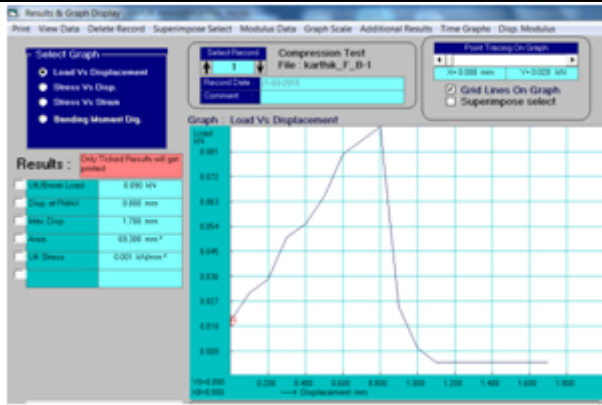 Results & Graph Display
Print View Data Delete Record Superimpose Select Modulus Data Graph Scale Additional Results Time Graphs Disp. Modulus
Select Graph
Load Vs Displacement
Stress Vs Disp.
Stress Vs Strain
Bending Moment Dig.
Select Record
1
Compression Test
File : karthik_F_B-1
Record Date
Comment
Point Tracing On Graph
X= 0.000 mm Y= 0.020 kN
Grid Lines On Graph
Superimpose select
Graph : Load Vs Displacement
Results :
Only Ticked Results will get printed
Ult/Break Load 0.090 kN
Disp. at FMAX 0.800 mm
Max. Disp. 1.700 mm
Area
Ult. Stress 0.001 kN/mm²
Load
kN
0.081
0.072
0.063
0.054
0.045
0.036
0.027
0.018
0.009
Y0=0.000
X0=0.000
0.200 0.400 0.600 0.800 1.000 1.200 1.400 1.600
Displacement mm